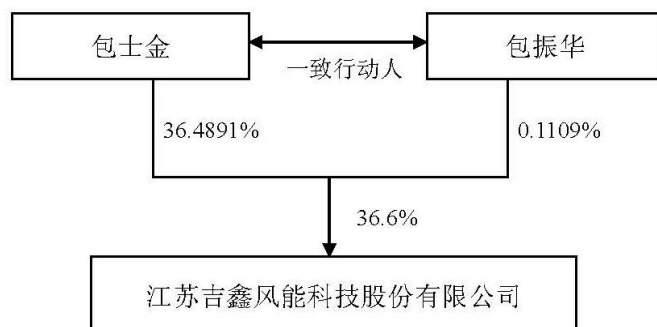 包士金
包振华
一致行动人
36.4891%
0.1109%
36.6%
江苏吉鑫风能科技股份有限公司